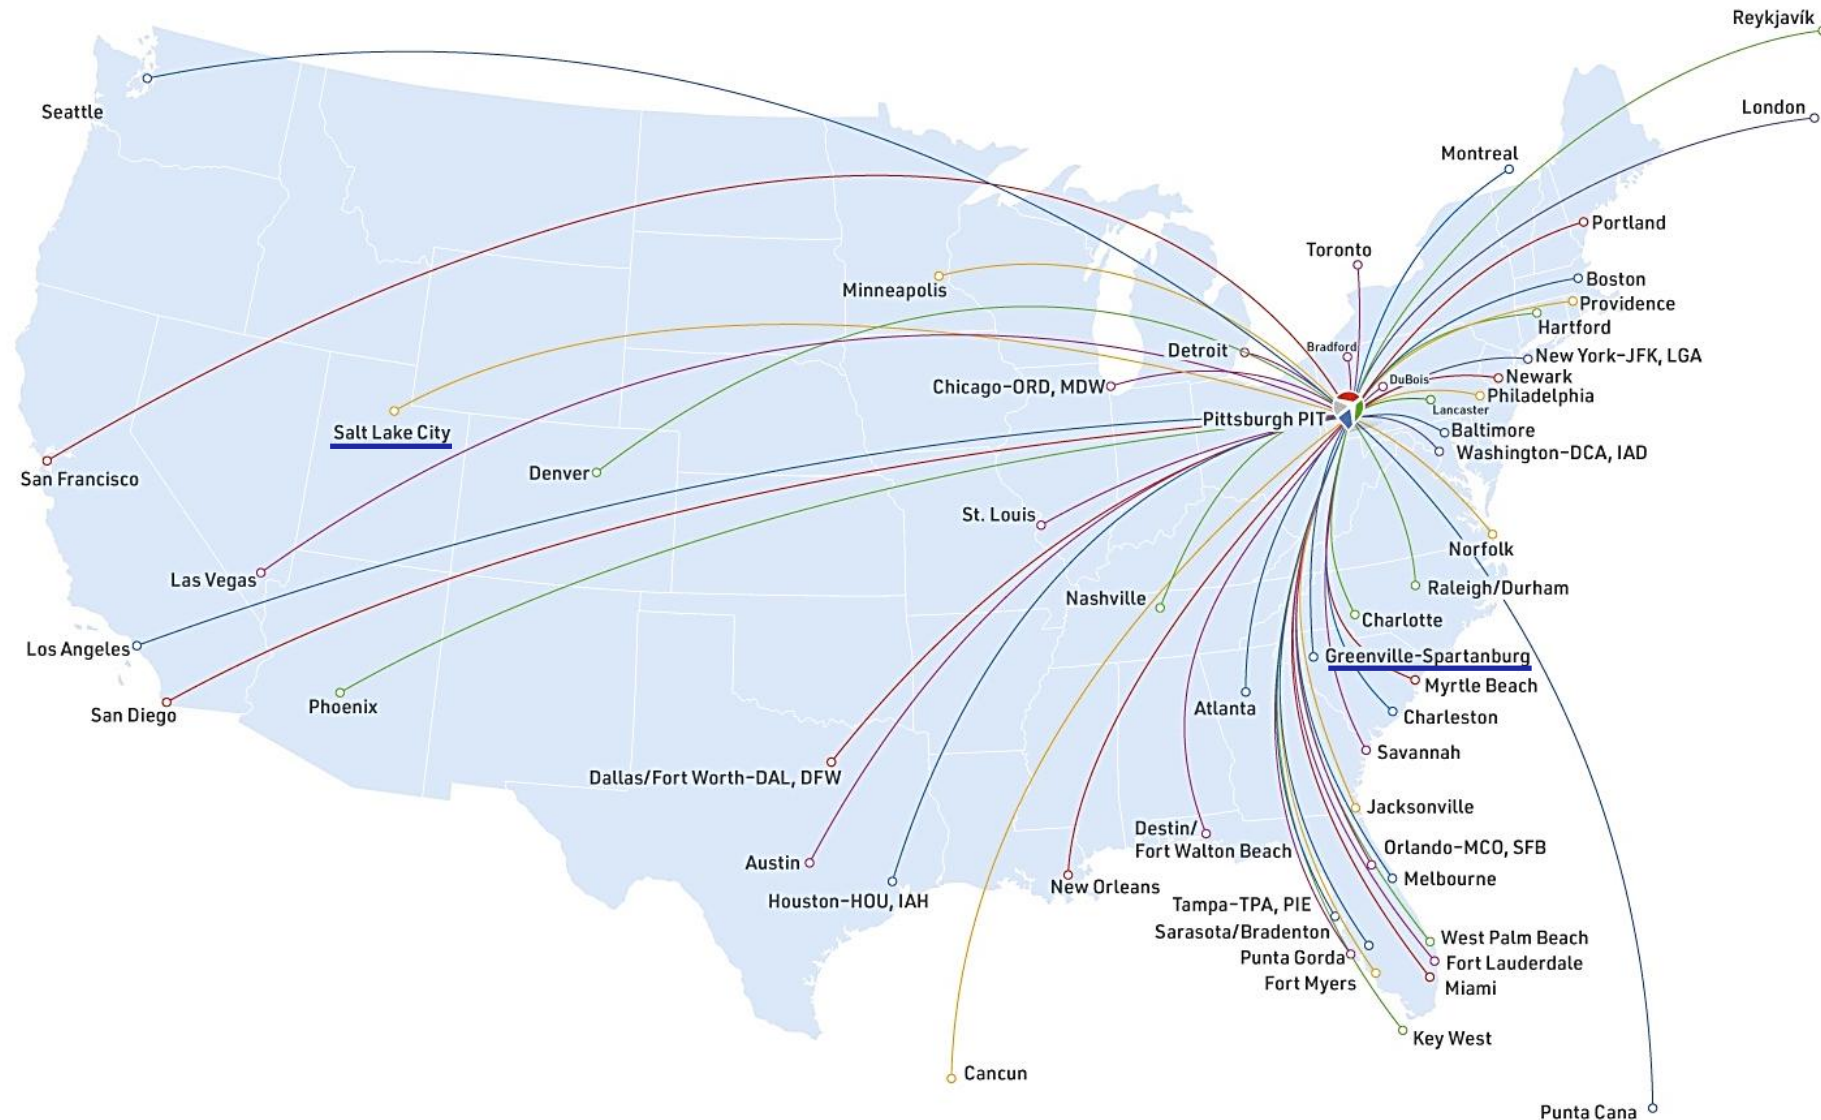 Reykjavík
London
Seattle
Montreal
Portland
Toronto
Boston
Minneapolis
Providence
Hartford
Detroit
Bradford
New York-JFK, LGA
Chicago-ORD, MDW
DuBois
Newark
Philadelphia
Lancaster
Pittsburgh PIT
Salt Lake City
Baltimore
Washington-DCA, IAD
San Francisco
Denver
St. Louis
Norfolk
Las Vegas
Nashville
Raleigh/Durham
Charlotte
Los Angeles
Greenville-Spartanburg
Myrtle Beach
Phoenix
San Diego
Atlanta
Charleston
Savannah
Dallas/Fort Worth-DAL, DFW
Jacksonville
Destin/
Fort Walton Beach
Orlando-MCO, SFB
Austin
Melbourne
New Orleans
Houston-HOU, IAH
Tampa-TPA, PIE
Sarasota/Bradenton
West Palm Beach
Punta Gorda
Fort Lauderdale
Fort Myers
Miami
Key West
Cancun
Punta Cana